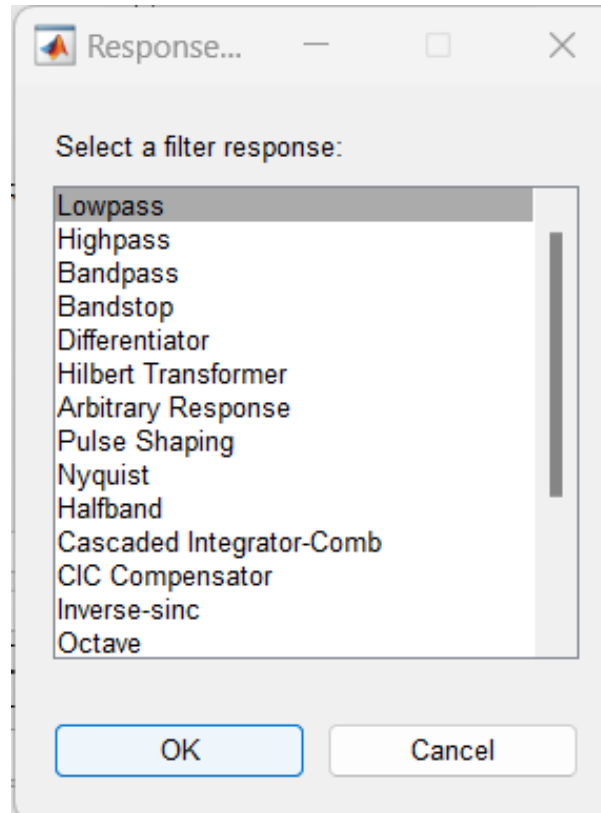 Response...
Select a filter response:
Lowpass
Highpass
Bandpass
Bandstop
Differentiator
Hilbert Transformer
Arbitrary Response
Pulse Shaping
Nyquist
Halfband
Cascaded Integrator-Comb
CIC Compensator
Inverse-sinc
Octave
OK Cancel